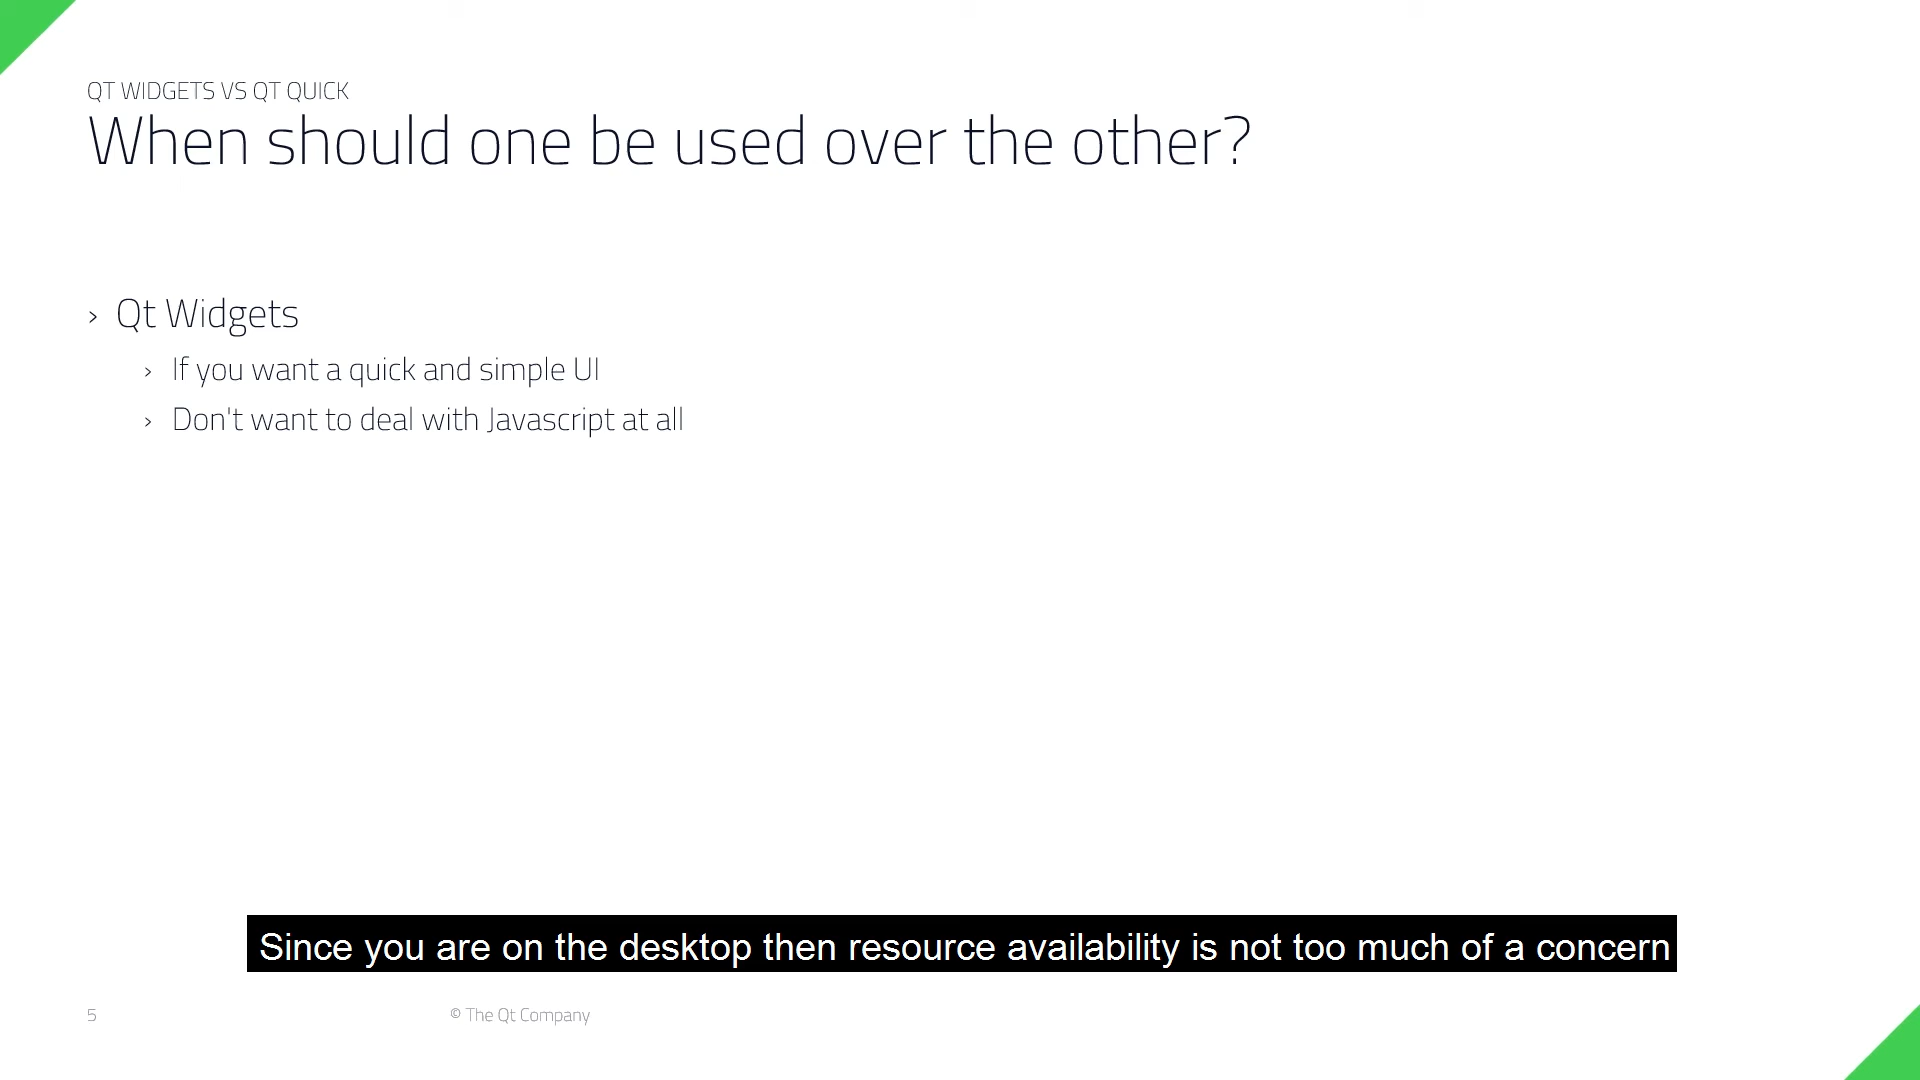 QT WIDGETS VS QT QUICK
When should one be used over the other?
› Qt Widgets
› If you want a quick and simple UI
› Don't want to deal with Javascript at all
Since you are on the desktop then resource availability is not too much of a concern
5
© The Qt Company